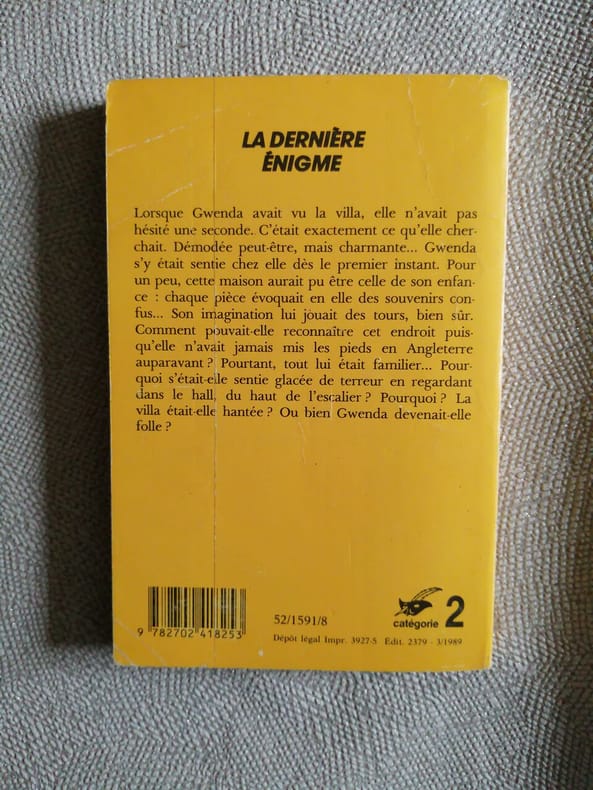 LA DERNIÈRE
ÉNIGME
Lorsque Gwenda avait vu la villa, elle n'avait pas
hésité une seconde. C'était exactement ce qu'elle cher-
chait. Démodée peut-être, mais charmante... Gwenda
s'y était sentie chez elle dès le premier instant. Pour
un peu, cette maison aurait pu être celle de son enfan-
ce : chaque pièce évoquait en elle des souvenirs con-
fus... Son imagination lui jouait des tours, bien sûr.
Comment pouvait-elle reconnaître cet endroit puis-
qu'elle n'avait jamais mis les pieds en Angleterre
auparavant ? Pourtant, tout lui était familier... Pour-
quoi s'était-elle sentie glacée de terreur en regardant
dans le hall, du haut de l'escalier ? Pourquoi ? La
villa était-elle hantée ? Ou bien Gwenda devenait-elle
folle ?
9 782702 418253
52/1591/8
Dépôt légal Impr. 3927-5 Édit. 2379 - 3/1989
catégorie 2